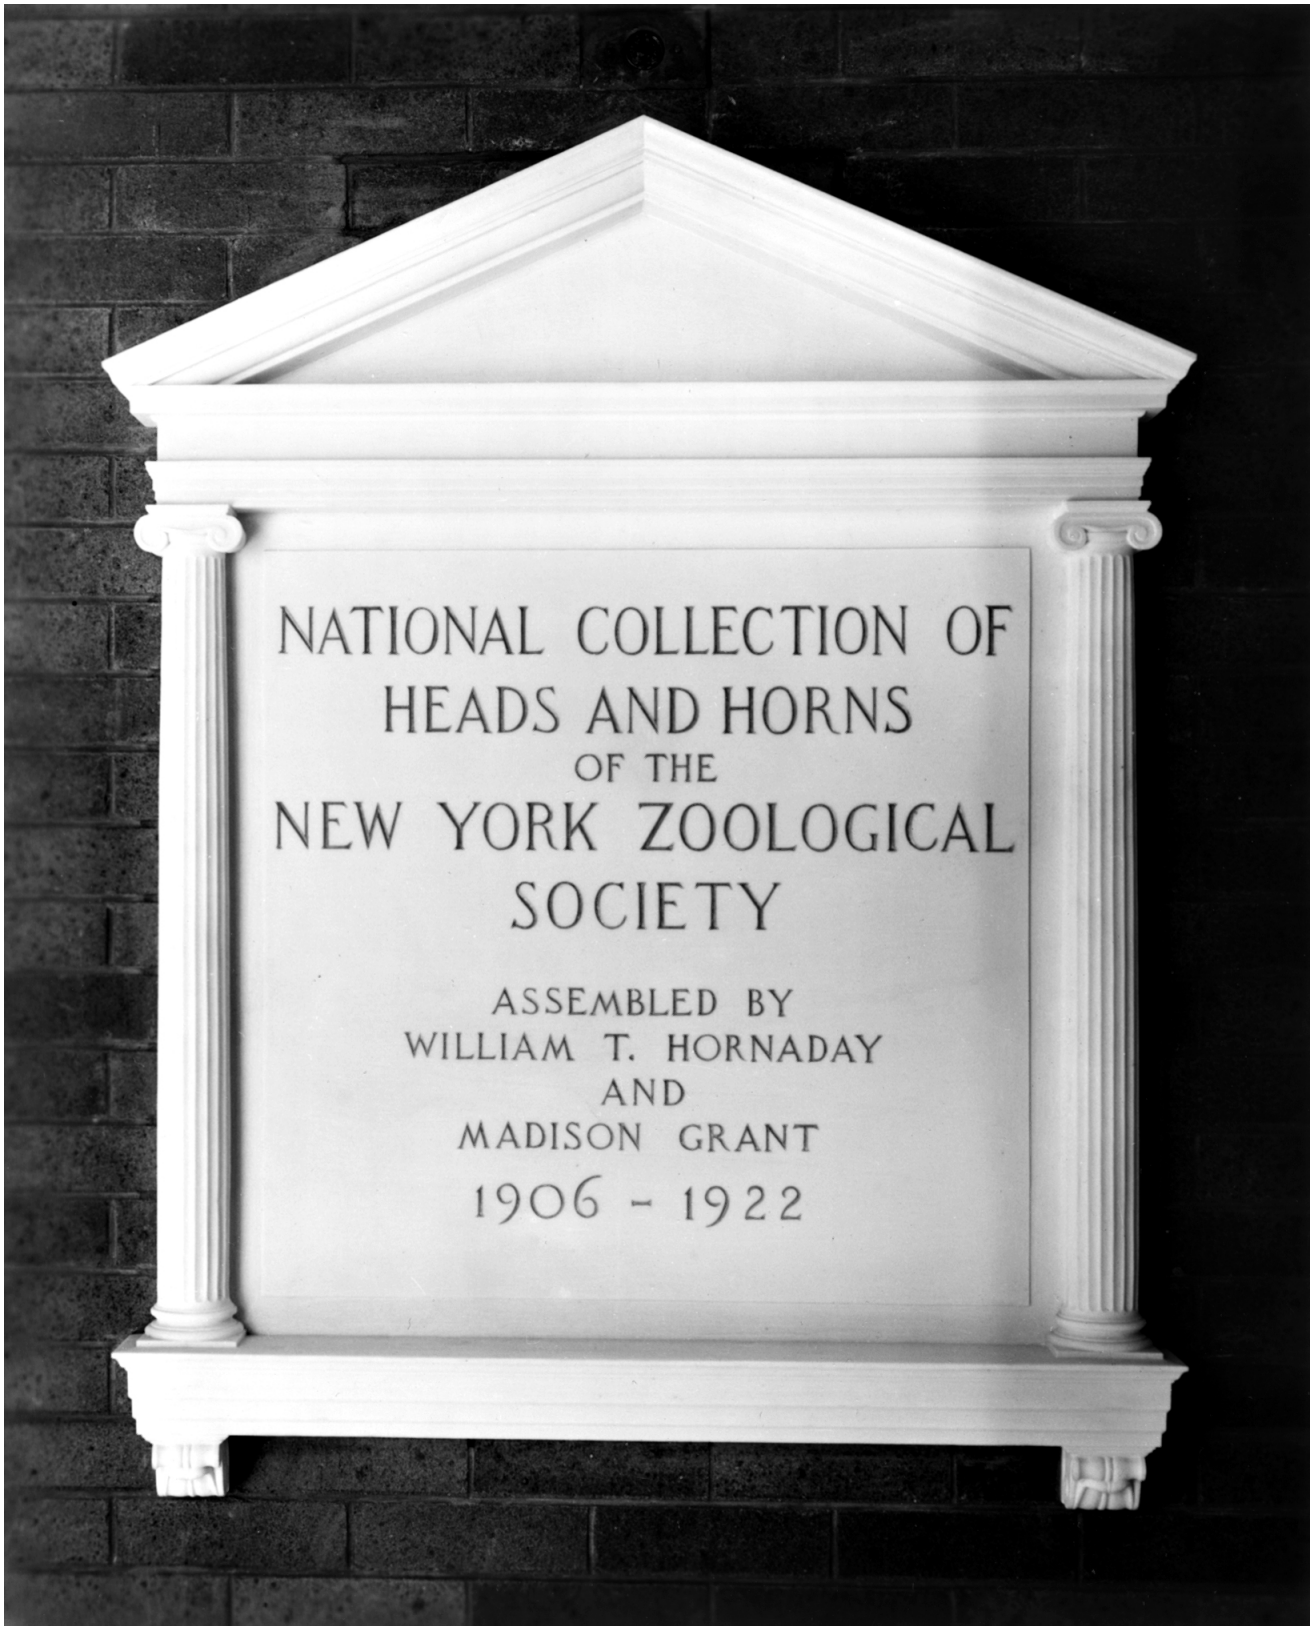 NATIONAL COLLECTION OF
HEADS AND HORNS
OF THE
NEW YORK ZOOLOGICAL
SOCIETY
ASSEMBLED BY
WILLIAM T. HORNADAY
AND
MADISON GRANT
1906 - 1922